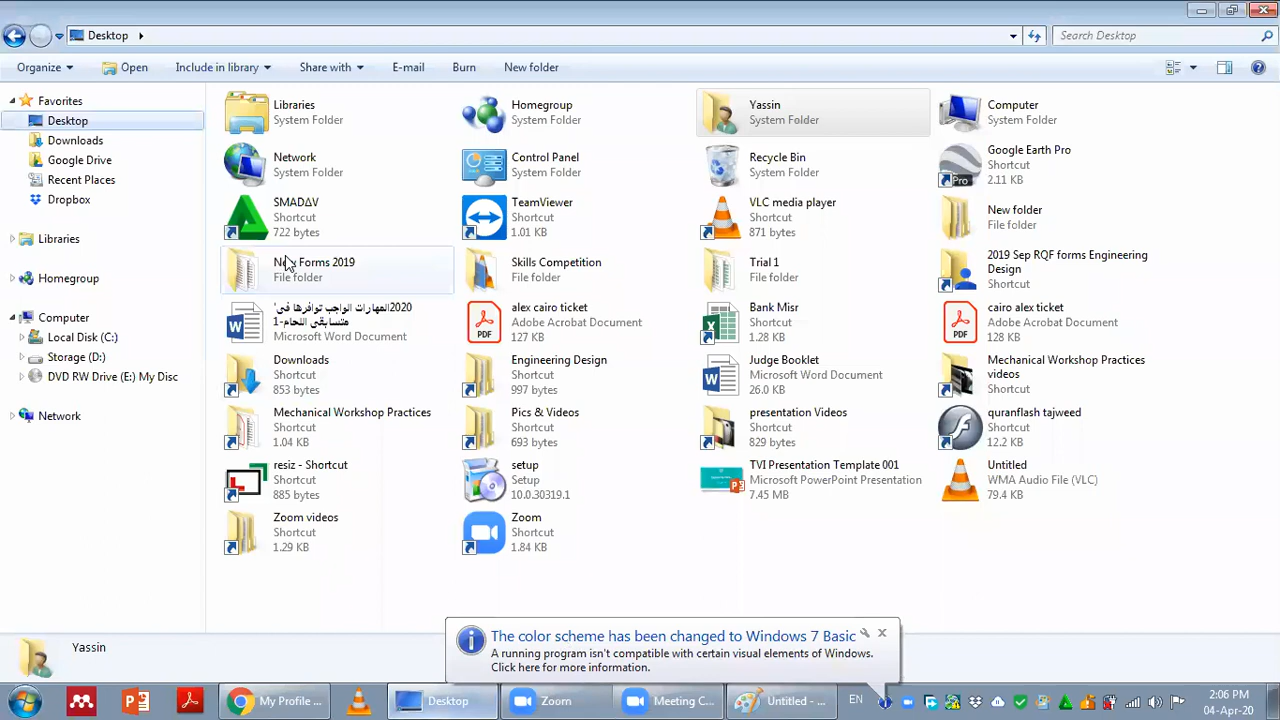 Desktop
Search Desktop
Organize
Open
Include in library
Share with
E-mail
Burn
New folder
Favorites
Desktop
Downloads
Google Drive
Recent Places
Dropbox
Libraries
Homegroup
Computer
Local Disk (C:)
Storage (D:)
DVD RW Drive (E:) My Disc
Network
Libraries
System Folder
Homegroup
System Folder
Yassin
System Folder
Computer
System Folder
Network
System Folder
Control Panel
System Folder
Recycle Bin
System Folder
Google Earth Pro
Shortcut
2.11 KB
Pro
SMADΔV
Shortcut
722 bytes
TeamViewer
Shortcut
1.01 KB
VLC media player
Shortcut
871 bytes
New folder
File folder
New Forms 2019
File folder
Skills Competition
File folder
Trial 1
File folder
2019 Sep RQF forms Engineering
Design
Shortcut
2020المهارات الواجب توافرها فى
متسابقى اللحام-1
Microsoft Word Document
alex cairo ticket
Adobe Acrobat Document
127 KB
PDF
Bank Misr
Shortcut
1.28 KB
cairo alex ticket
Adobe Acrobat Document
128 KB
PDF
Downloads
Shortcut
853 bytes
Engineering Design
Shortcut
997 bytes
Judge Booklet
Microsoft Word Document
26.0 KB
Mechanical Workshop Practices
videos
Shortcut
Mechanical Workshop Practices
Shortcut
1.04 KB
Pics & Videos
Shortcut
693 bytes
presentation Videos
Shortcut
829 bytes
quranflash tajweed
Shortcut
12.2 KB
resiz - Shortcut
Shortcut
885 bytes
setup
Setup
10.0.30319.1
TVI Presentation Template 001
Microsoft PowerPoint Presentation
7.45 MB
Untitled
WMA Audio File (VLC)
79.4 KB
Zoom videos
Shortcut
1.29 KB
Zoom
Shortcut
1.84 KB
Yassin
The color scheme has been changed to Windows 7 Basic
A running program isn't compatible with certain visual elements of Windows.
Click here for more information.
My Profile ...
Desktop
Zoom
Meeting C...
Untitled - ...
EN
2:06 PM
04-Apr-20